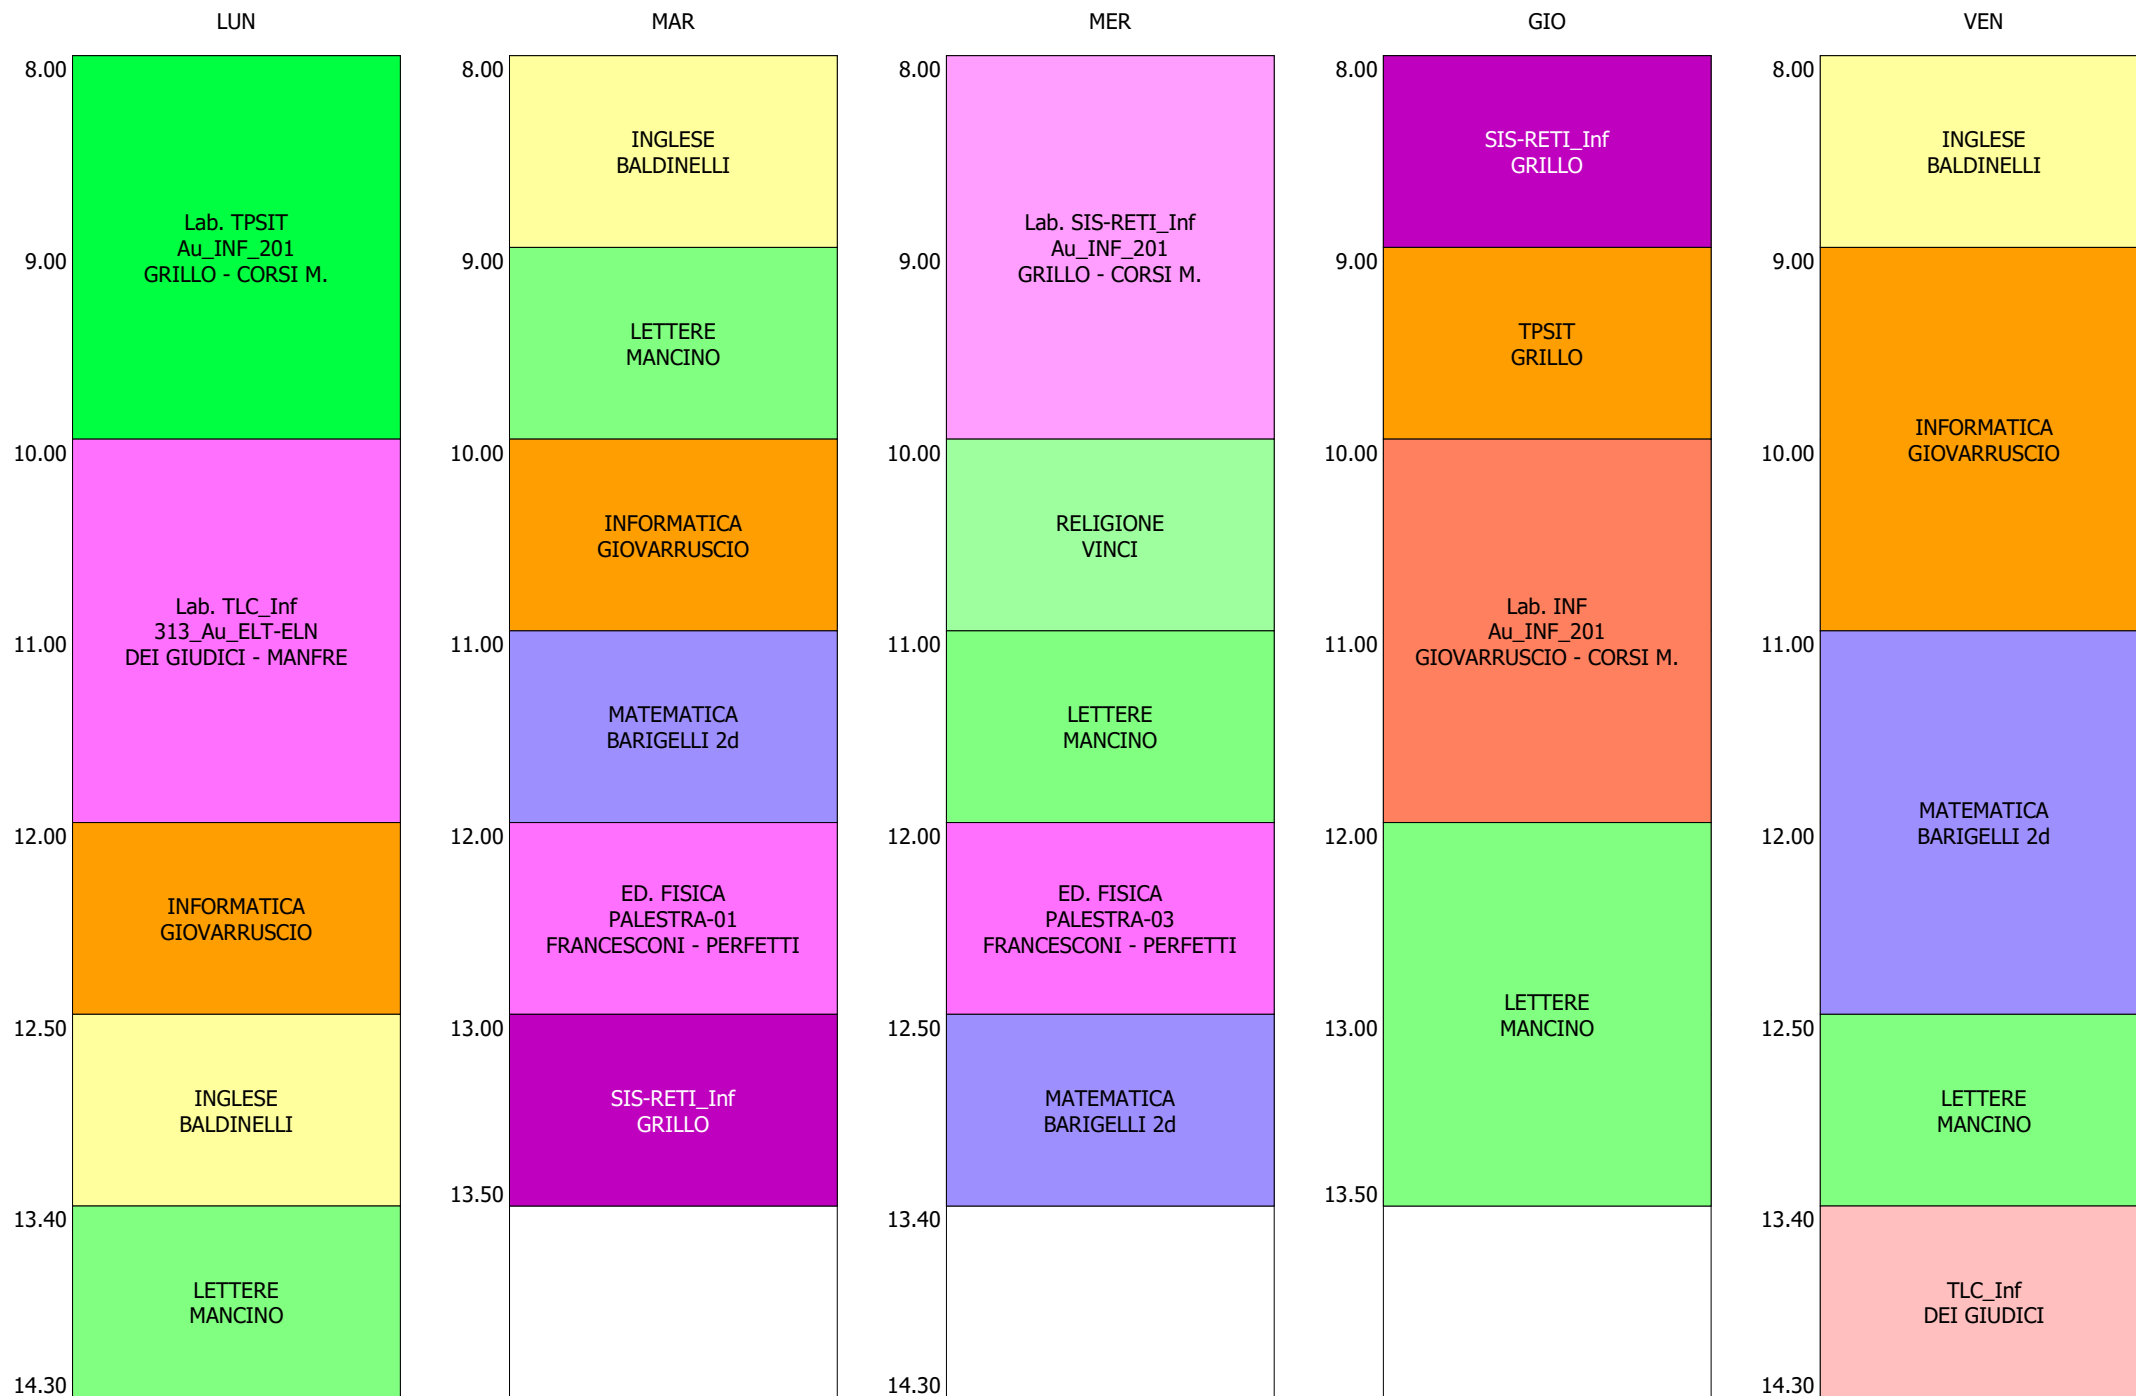 LUN
8.00
Lab. TPSIT
Au_INF_201
GRILLO - CORSI M.
9.00
10.00
Lab. TLC_Inf
313_Au_ELT-ELN
DEI GIUDICI - MANFRE
11.00
12.00
INFORMATICA
GIOVARRUSCIO
12.50
INGLESE
BALDINELLI
13.40
LETTERE
MANCINO
14.30
MAR
8.00
INGLESE
BALDINELLI
9.00
LETTERE
MANCINO
10.00
INFORMATICA
GIOVARRUSCIO
11.00
MATEMATICA
BARIGELLI 2d
12.00
ED. FISICA
PALESTRA-01
FRANCESCONI - PERFETTI
13.00
SIS-RETI_Inf
GRILLO
13.50
MER
8.00
Lab. SIS-RETI_Inf
Au_INF_201
GRILLO - CORSI M.
9.00
10.00
RELIGIONE
VINCI
11.00
LETTERE
MANCINO
12.00
ED. FISICA
PALESTRA-03
FRANCESCONI - PERFETTI
12.50
MATEMATICA
BARIGELLI 2d
13.40
14.30
GIO
8.00
SIS-RETI_Inf
GRILLO
9.00
TPSIT
GRILLO
10.00
Lab. INF
Au_INF_201
GIOVARRUSCIO - CORSI M.
11.00
12.00
LETTERE
MANCINO
13.00
13.50
VEN
8.00
INGLESE
BALDINELLI
9.00
INFORMATICA
GIOVARRUSCIO
10.00
11.00
MATEMATICA
BARIGELLI 2d
12.00
12.50
LETTERE
MANCINO
13.40
TLC_Inf
DEI GIUDICI
14.30